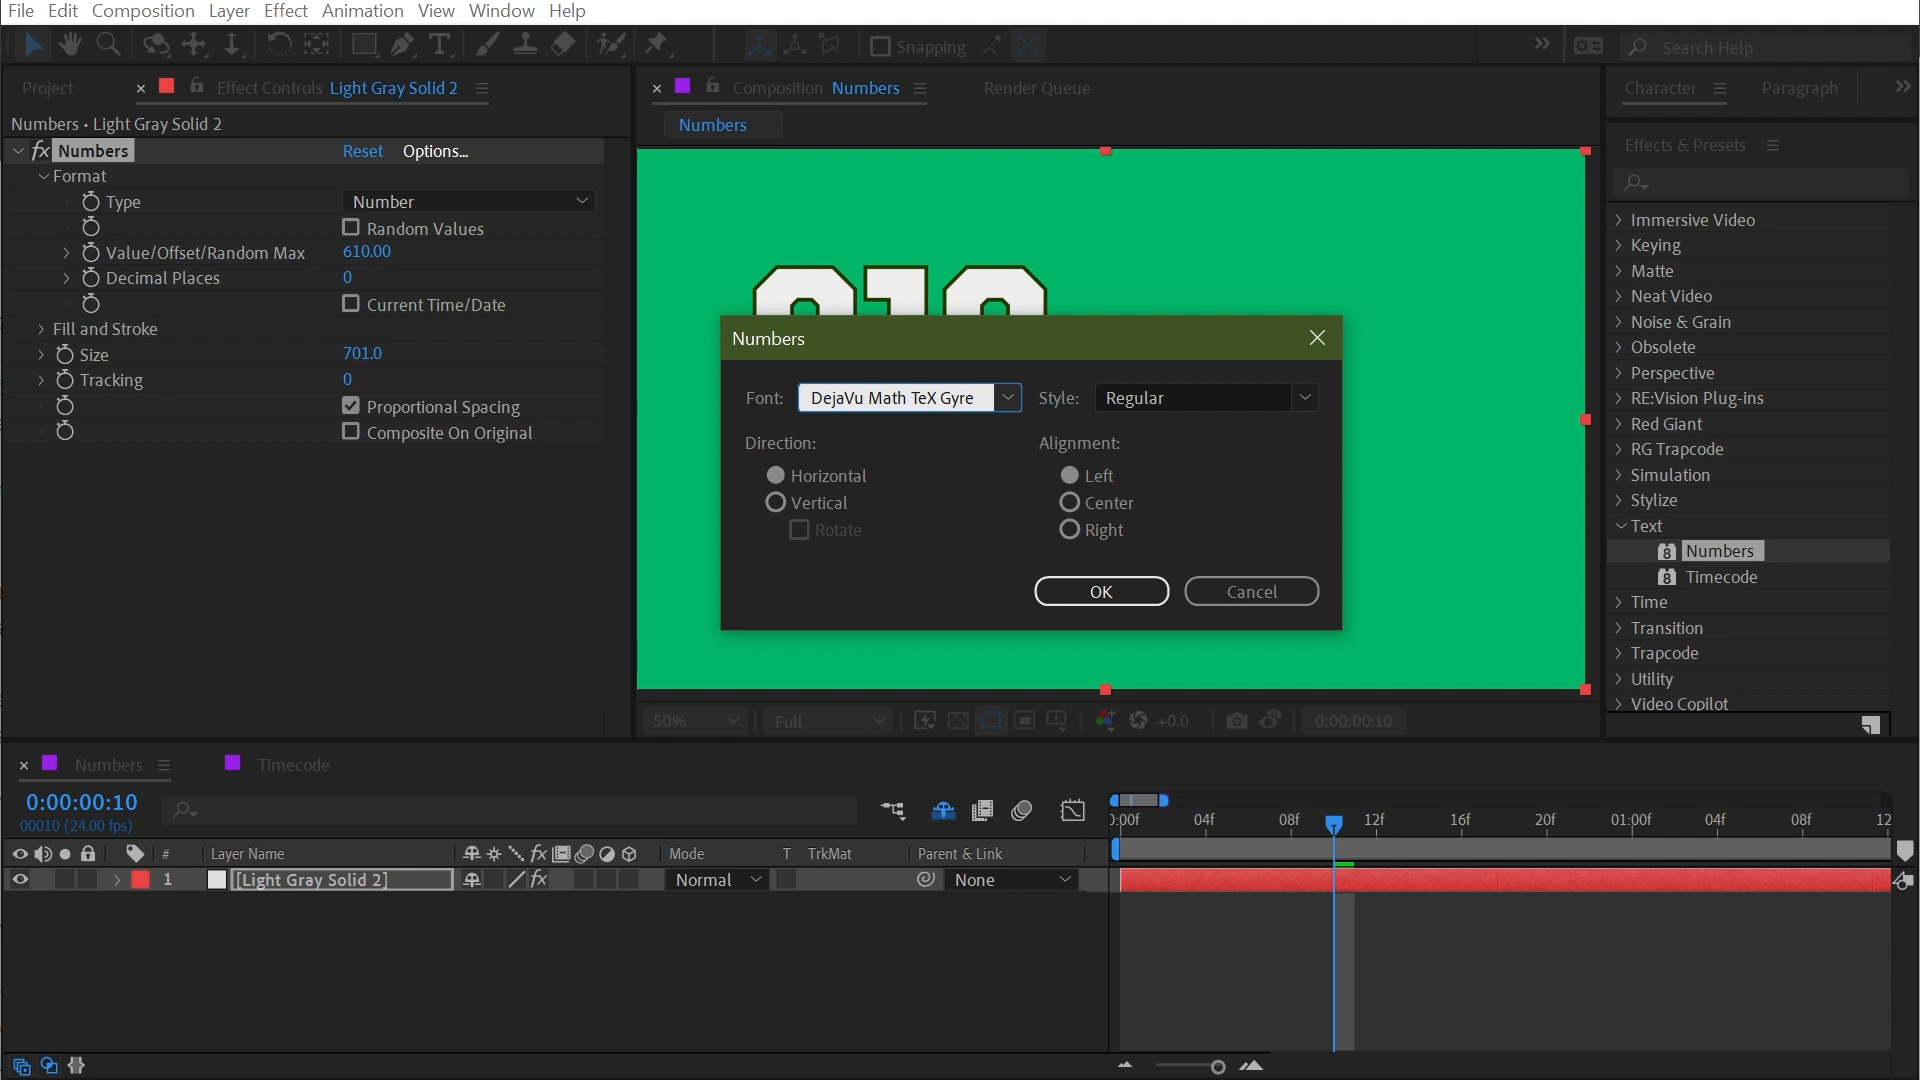 File Edit Composition Layer Effect Animation View Window Help
Snapping
Search Help
Project
× Effect Controls Light Gray Solid 2
× Composition Numbers
Render Queue
Character Paragraph
Numbers • Light Gray Solid 2
Numbers
Effects & Presets
fx Numbers Reset Options...
Format
Type Number
Random Values
Value/Offset/Random Max 610.00
Decimal Places 0
Current Time/Date
Fill and Stroke
Size 701.0
Tracking 0
Proportional Spacing
Composite On Original
Numbers
Font: DejaVu Math TeX Gyre Style: Regular
Direction: Alignment:
Horizontal Left
Vertical Center
Rotate Right
OK Cancel
Immersive Video
Keying
Matte
Neat Video
Noise & Grain
Obsolete
Perspective
RE:Vision Plug-ins
Red Giant
RG Trapcode
Simulation
Stylize
Text
8 Numbers
8 Timecode
Time
Transition
Trapcode
Utility
Video Copilot
50% Full +0.0 0:00:00:10
× Numbers Timecode
0:00:00:10
00010 (24.00 fps)
04f 08f 12f 16f 20f 01:00f 04f 08f 12
# Layer Name fx Mode T TrkMat Parent & Link
1 [Light Gray Solid 2] fx Normal None